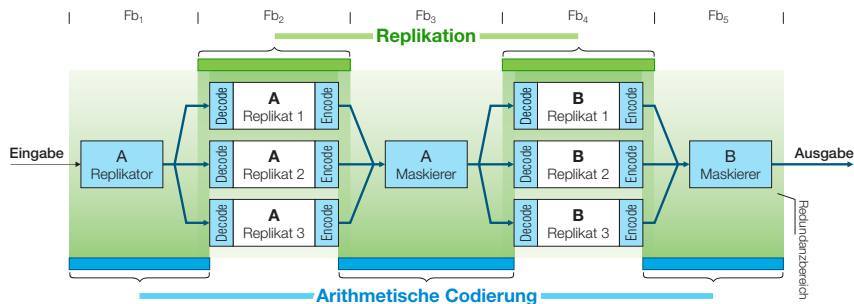 Fb₁ Fb₂ Fb₃ Fb₄ Fb₅
Replikation
Eingabe
A
Replikator
Decode
A
Replikat 1
Encode
Decode
A
Replikat 2
Encode
Decode
A
Replikat 3
Encode
A
Maskierer
Decode
B
Replikat 1
Encode
Decode
B
Replikat 2
Encode
Decode
B
Replikat 3
Encode
B
Maskierer
Ausgabe
Redundanzbereich
Arithmetische Codierung